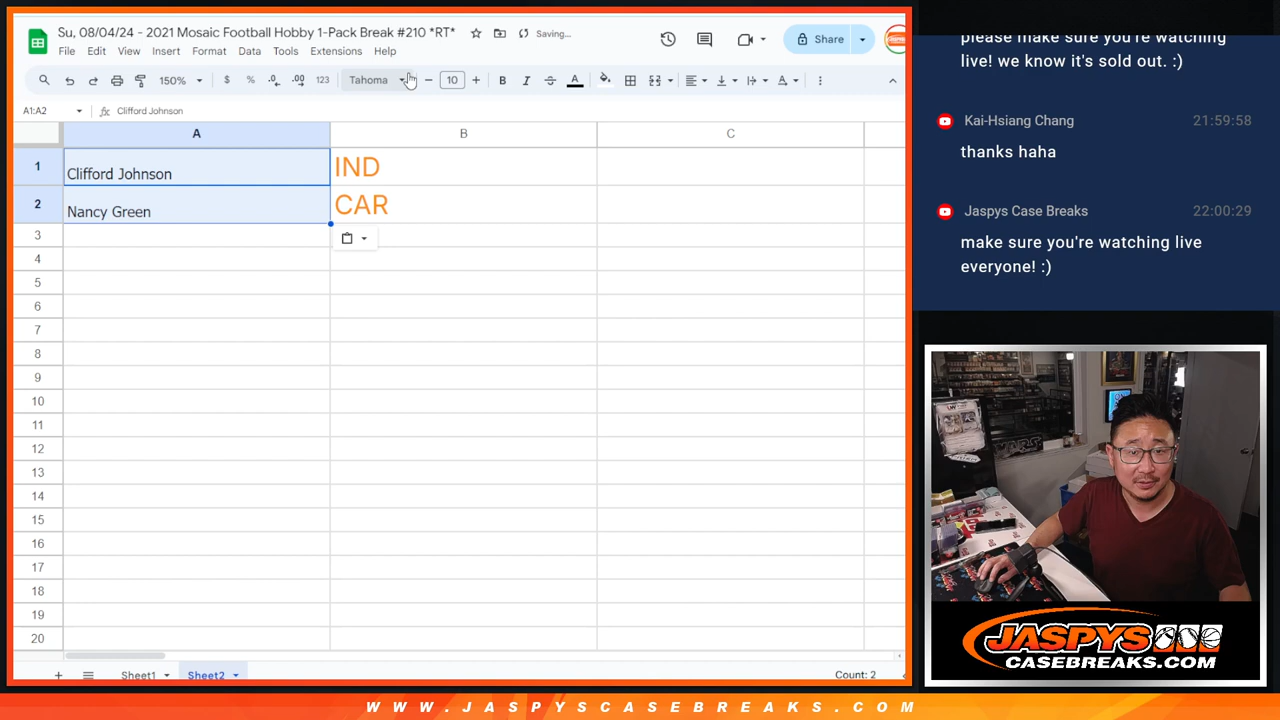 Su, 08/04/24 - 2021 Mosaic Football Hobby 1-Pack Break #210 *RT*
Saving...
File Edit View Insert Format Data Tools Extensions Help
Share
150% $ % .0 .00 123 Tahoma 10 B I A
A1:A2 fx Clifford Johnson
A B C
1 Clifford Johnson IND
2 Nancy Green CAR
3
4
5
6
7
8
9
10
11
12
13
14
15
16
17
18
19
20
Sheet1 Sheet2 Count: 2
please make sure you're watching
live! we know it's sold out. :)
Kai-Hsiang Chang 21:59:58
thanks haha
Jaspys Case Breaks 22:00:29
make sure you're watching live
everyone! :)
JASPYS
CASEBREAKS.COM
WWW.JASPYSCASEBREAKS.COM